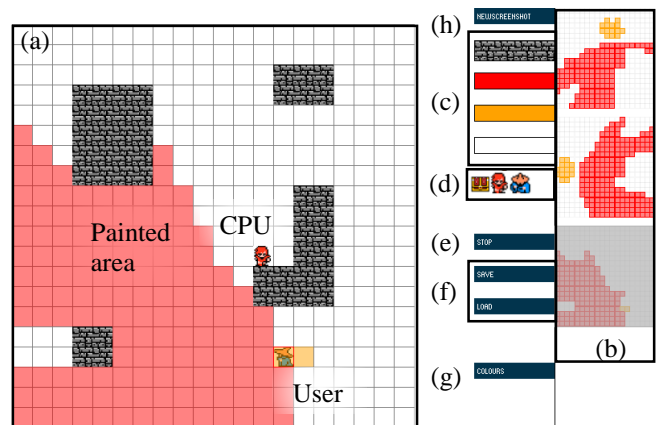 (a)
CPU
Painted
area
User
(h)
NEWSCREENSHOT
(c)
(d)
(e)
STOP
(f)
SAVE
LOAD
(b)
(g)
COLOURS